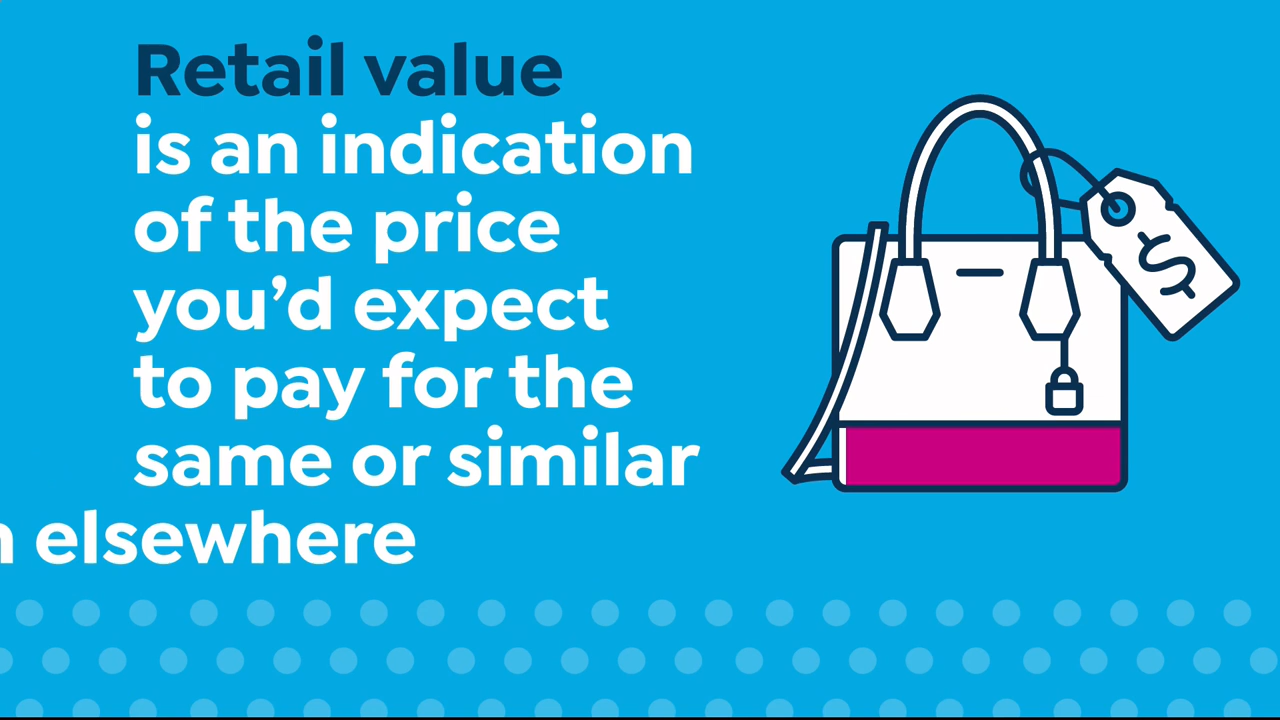 Retail value
is an indication
of the price
you’d expect
to pay for the
same or similar
elsewhere
$